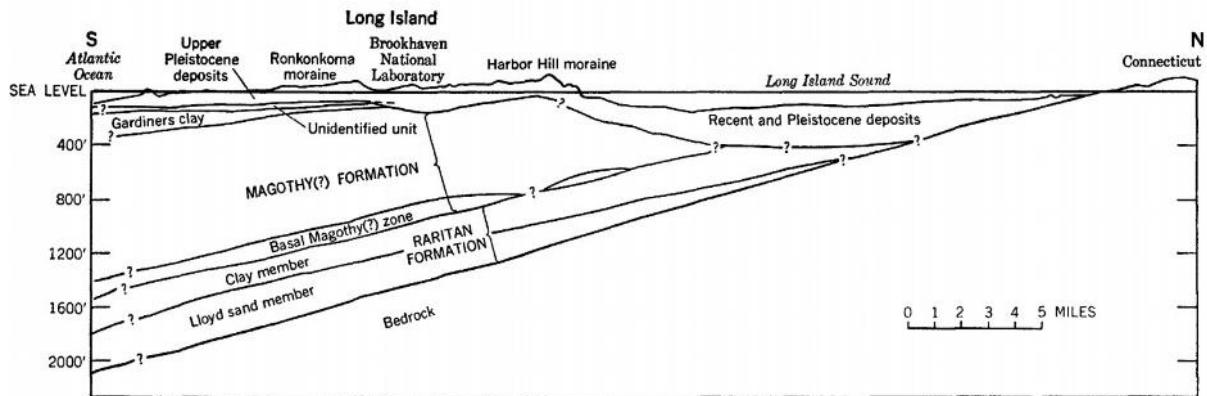 Long Island
S
Atlantic
Ocean
Upper
Pleistocene
deposits
Ronkonkoma
moraine
Brookhaven
National
Laboratory
Harbor Hill moraine
Long Island Sound
N
Connecticut
SEA LEVEL
?
Gardiners clay
Unidentified unit
?
Recent and Pleistocene deposits
?
400'
?
?
?
?
MAGOTHY(?) FORMATION
?
800'
?
Basal Magothy(?) zone
RARITAN
FORMATION
1200'
?
Clay member
?
Lloyd sand member
1600'
?
Bedrock
0 1 2 3 4 5 MILES
2000'
?